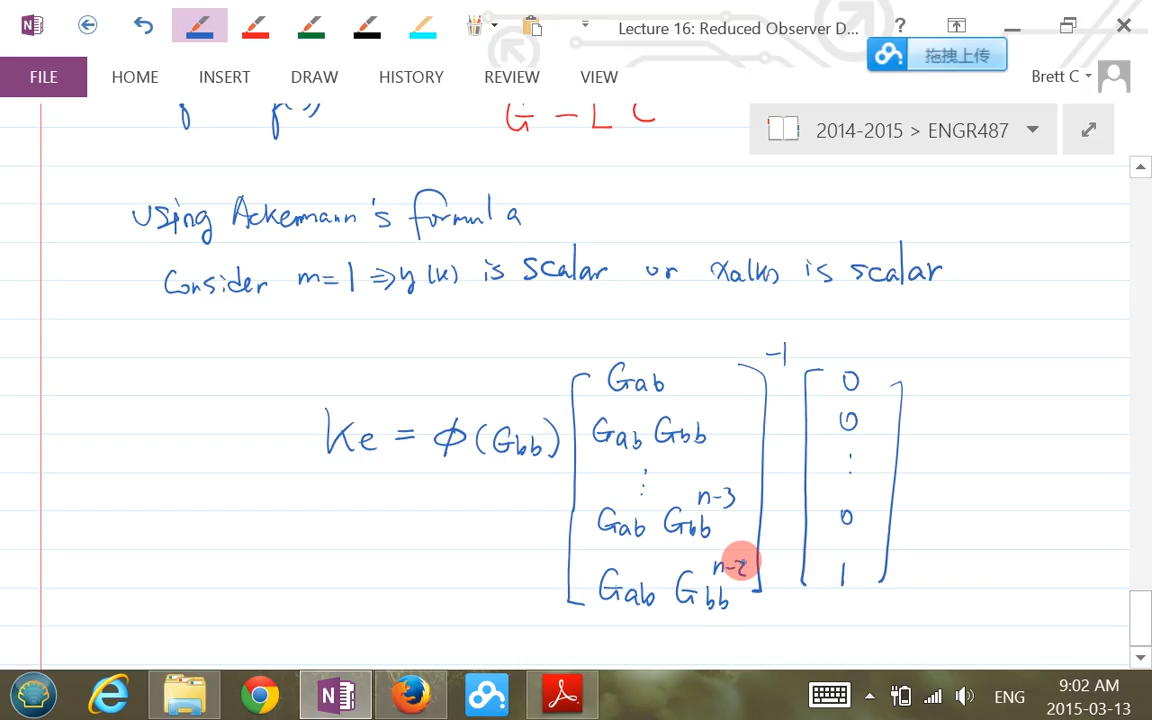 Lecture 16: Reduced Observer D...
?
拖拽上传
FILE
HOME
INSERT
DRAW
HISTORY
REVIEW
VIEW
Brett C
2014-2015 > ENGR487
G - L C
Using Ackermann's formula
Consider m=1 ⇒ y(k) is scalar or xa(k) is scalar
Ke = φ(Gbb) [Gab
Gab Gbb
⋮
Gab Gbb^n-3
Gab Gbb^n-2]^-1 [0
0
⋮
0
1]
ENG
9:02 AM
2015-03-13